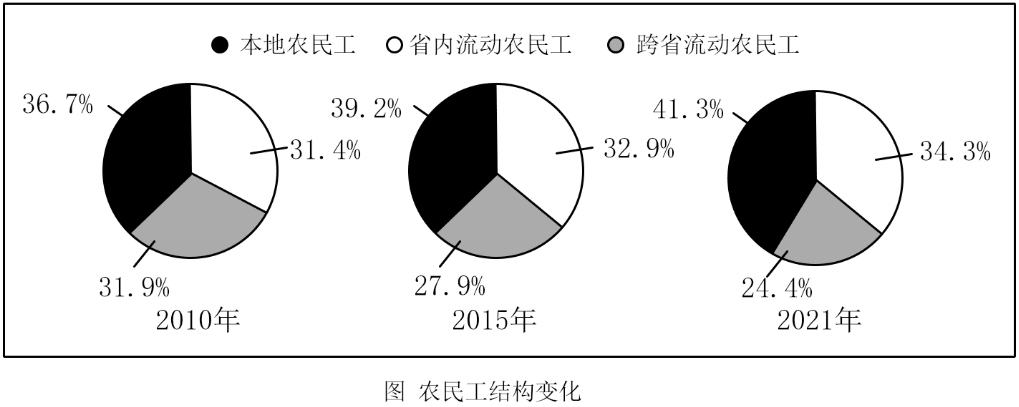 本地农民工 省内流动农民工 跨省流动农民工
36.7% 31.4% 31.9%
39.2% 32.9% 27.9%
41.3% 34.3% 24.4%
2010年 2015年 2021年
图 农民工结构变化